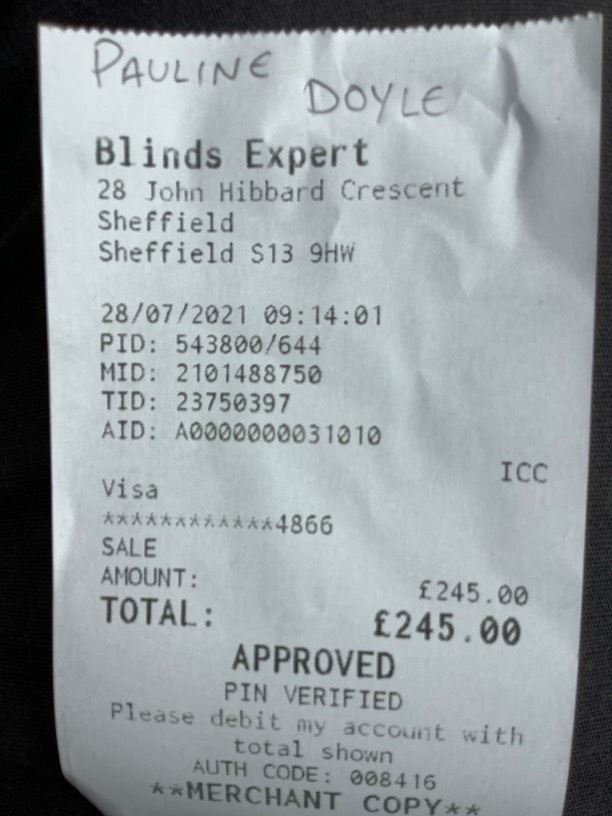 PAULINE
DOYLE
Blinds Expert
28 John Hibbard Crescent
Sheffield
Sheffield S13 9HW
28/07/2021 09:14:01
PID: 543800/644
MID: 2101488750
TID: 23750397
AID: A0000000031010
ICC
Visa
************4866
SALE
AMOUNT: £245.00
TOTAL: £245.00
APPROVED
PIN VERIFIED
Please debit my account with
total shown
AUTH CODE: 008416
**MERCHANT COPY**